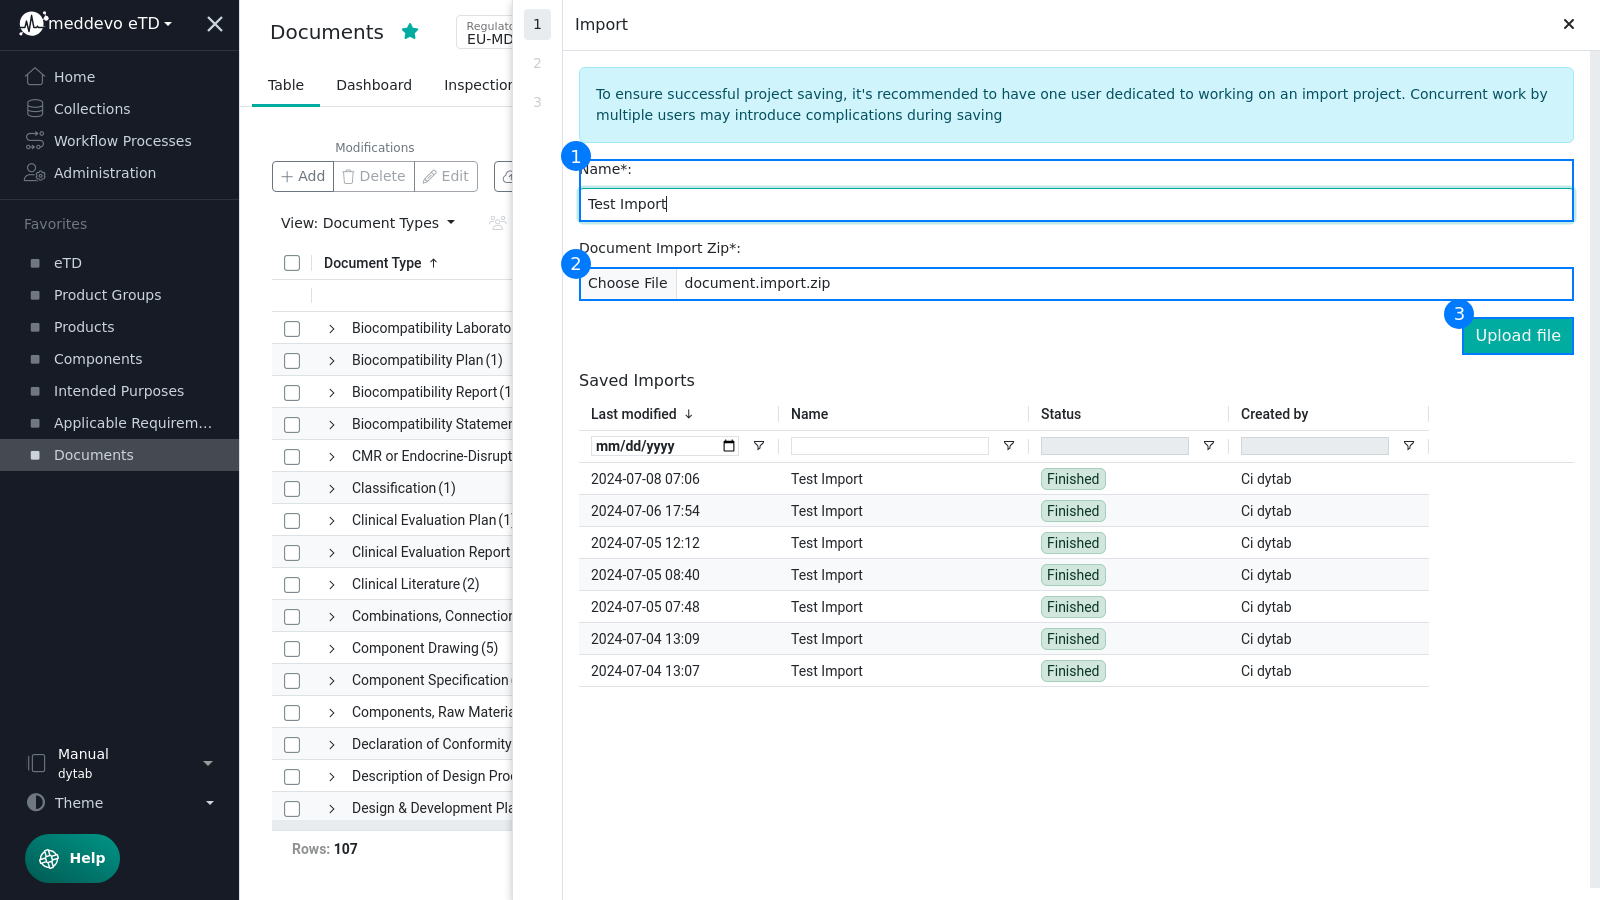 meddevo eTD
Home
Collections
Workflow Processes
Administration
Favorites
eTD
Product Groups
Products
Components
Intended Purposes
Applicable Requirem...
Documents
Manual
dytab
Theme
Help
Documents
EU-MD
Table
Dashboard
Modifications
Add
Delete
Edit
View: Document Types
Document Type
Biocompatibility Laborato
Biocompatibility Plan (1)
Biocompatibility Report (1
Biocompatibility Statemen
CMR or Endocrine-Disrupt
Classification (1)
Clinical Evaluation Plan (1)
Clinical Evaluation Report
Clinical Literature (2)
Combinations, Connection
Component Drawing (5)
Component Specification
Components, Raw Materia
Declaration of Conformity
Description of Design Pro
Design & Development Pla
Rows: 107
1
2
3
Import
To ensure successful project saving, it's recommended to have one user dedicated to working on an import project. Concurrent work by
multiple users may introduce complications during saving
1
Name*:
Test Import
Document Import Zip*:
2
Choose File document.import.zip
3
Upload file
Saved Imports
Last modified Name Status Created by
mm/dd/yyyy
2024-07-08 07:06 Test Import Finished Ci dytab
2024-07-06 17:54 Test Import Finished Ci dytab
2024-07-05 12:12 Test Import Finished Ci dytab
2024-07-05 08:40 Test Import Finished Ci dytab
2024-07-05 07:48 Test Import Finished Ci dytab
2024-07-04 13:09 Test Import Finished Ci dytab
2024-07-04 13:07 Test Import Finished Ci dytab